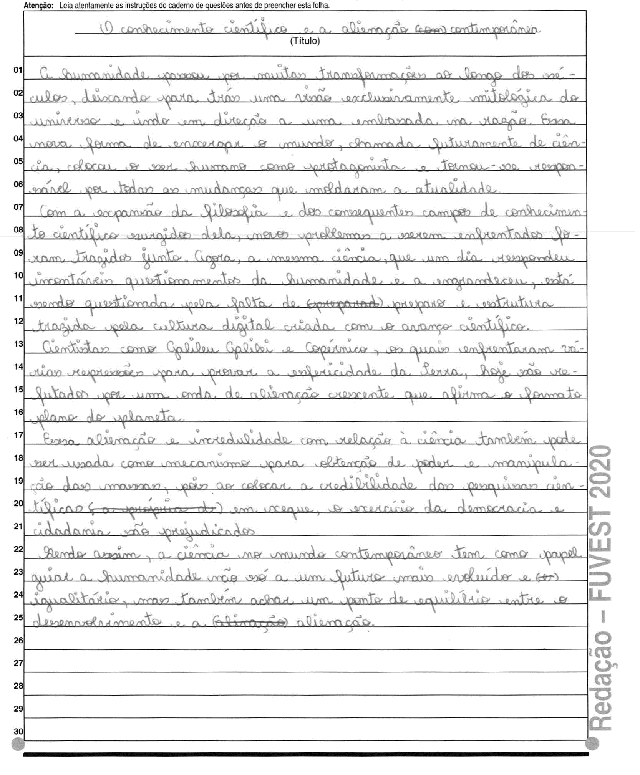 Atenção: Leia atentamente as instruções do caderno de questões antes de preencher esta folha.
O conhecimento científico e a alienação (com) contemporânea
(Título)
01 A humanidade passou por muitas transformações ao longo dos sé-
02 culos, deixando para trás uma visão exclusivamente mitológica do
03 universo e indo em direção a uma embasada na razão. Essa
04 nova forma de enxergar o mundo, chamada futuramente de ciên-
05 cia, colocou o ser humano como protagonista e tornou-se respon-
06 sável por todas as mudanças que moldaram a atualidade.
07 Com a expansão da filosofia e dos consequentes campos de conhecimen-
08 to científico surgidos dela, novos problemas a serem enfrentados fo-
09 ram trazidos junto. Agora, a mesma ciência, que um dia respondeu
10 incontáveis questionamentos da humanidade e a engrandeceu, está
11 sendo questionada pela falta de (preparad) preparo e estrutura
12 trazida pela cultura digital criada com o avanço científico.
13 Cientistas como Galileu Galilei e Copérnico, os quais enfrentaram vá-
14 rias repressões para provar a esfericidade da Terra, hoje são re-
15 futados por uma onda de alienação crescente que afirma o formato
16 plano do planeta.
17 Essa alienação e incredulidade com relação à ciência também pode
18 ser usada como mecanismo para obtenção de poder e manipula-
19 ção das massas, pois ao colocar a credibilidade das pesquisas cien-
20 tíficas (a própria d) em xeque, o exercício da democracia e
21 cidadania são prejudicados
22 Sendo assim, a ciência no mundo contemporâneo tem como papel
23 guiar a humanidade não só a um futuro mais evoluído e
24 igualitário, mas também achar um ponto de equilíbrio entre o
25 desenvolvimento e a alienação.
26
27
28
29
30
Redação – FUVEST 2020